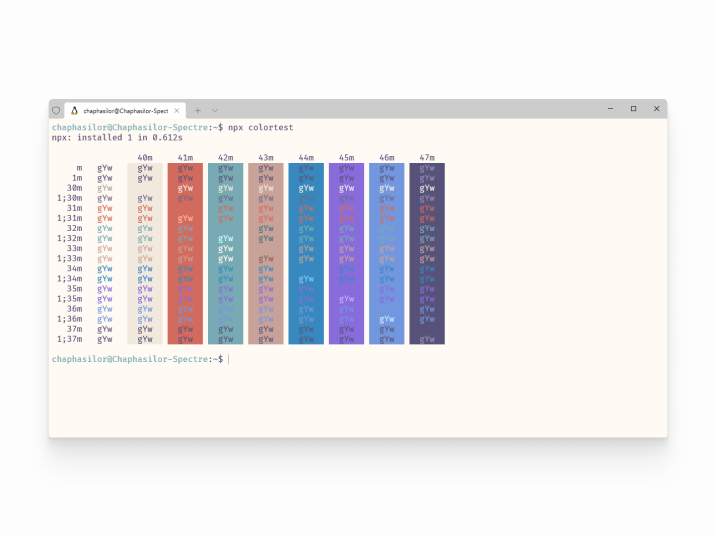 chaphasilor@Chaphasilor-Spect
chaphasilor@Chaphasilor-Spectre:~$ npx colortest
npx: installed 1 in 0.612s
40m 41m 42m 43m 44m 45m 46m 47m
m gYw gYw gYw gYw gYw gYw gYw gYw gYw
1m gYw gYw gYw gYw gYw gYw gYw gYw gYw
30m gYw gYw gYw gYw gYw gYw gYw gYw
1;30m gYw gYw gYw gYw gYw gYw gYw gYw gYw
31m gYw gYw gYw gYw gYw gYw gYw gYw
1;31m gYw gYw gYw gYw gYw gYw gYw gYw gYw
32m gYw gYw gYw gYw gYw gYw gYw gYw
1;32m gYw gYw gYw gYw gYw gYw gYw gYw gYw
33m gYw gYw gYw gYw gYw gYw gYw gYw
1;33m gYw gYw gYw gYw gYw gYw gYw gYw gYw
34m gYw gYw gYw gYw gYw gYw gYw gYw
1;34m gYw gYw gYw gYw gYw gYw gYw gYw gYw
35m gYw gYw gYw gYw gYw gYw gYw
1;35m gYw gYw gYw gYw gYw gYw gYw gYw gYw
36m gYw gYw gYw gYw gYw gYw gYw gYw
1;36m gYw gYw gYw gYw gYw gYw gYw gYw gYw
37m gYw gYw gYw gYw gYw gYw gYw gYw
1;37m gYw gYw gYw gYw gYw gYw gYw gYw gYw
chaphasilor@Chaphasilor-Spectre:~$